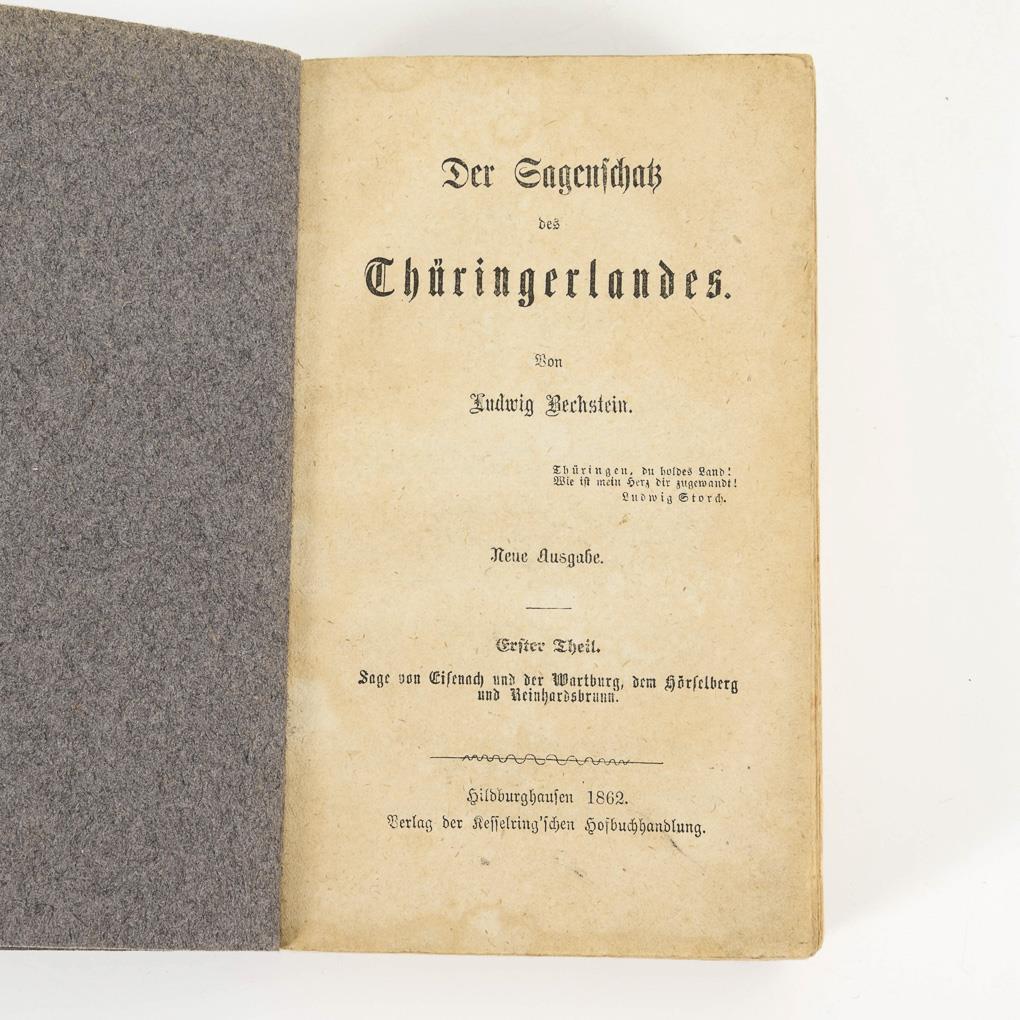 Der Sagenschatz
des
Thüringerlandes.
Von
Ludwig Bechstein.
Thüringen, du holdes Land!
Wie ist mein Herz dir zugewandt!
Ludwig Storch.
Neue Ausgabe.
Erster Theil.
Sage von Eisenach und der Wartburg, dem Hörselberg
und Reinhardsbrunn.
Hildburghausen 1862.
Verlag der Kesselring'schen Hofbuchhandlung.